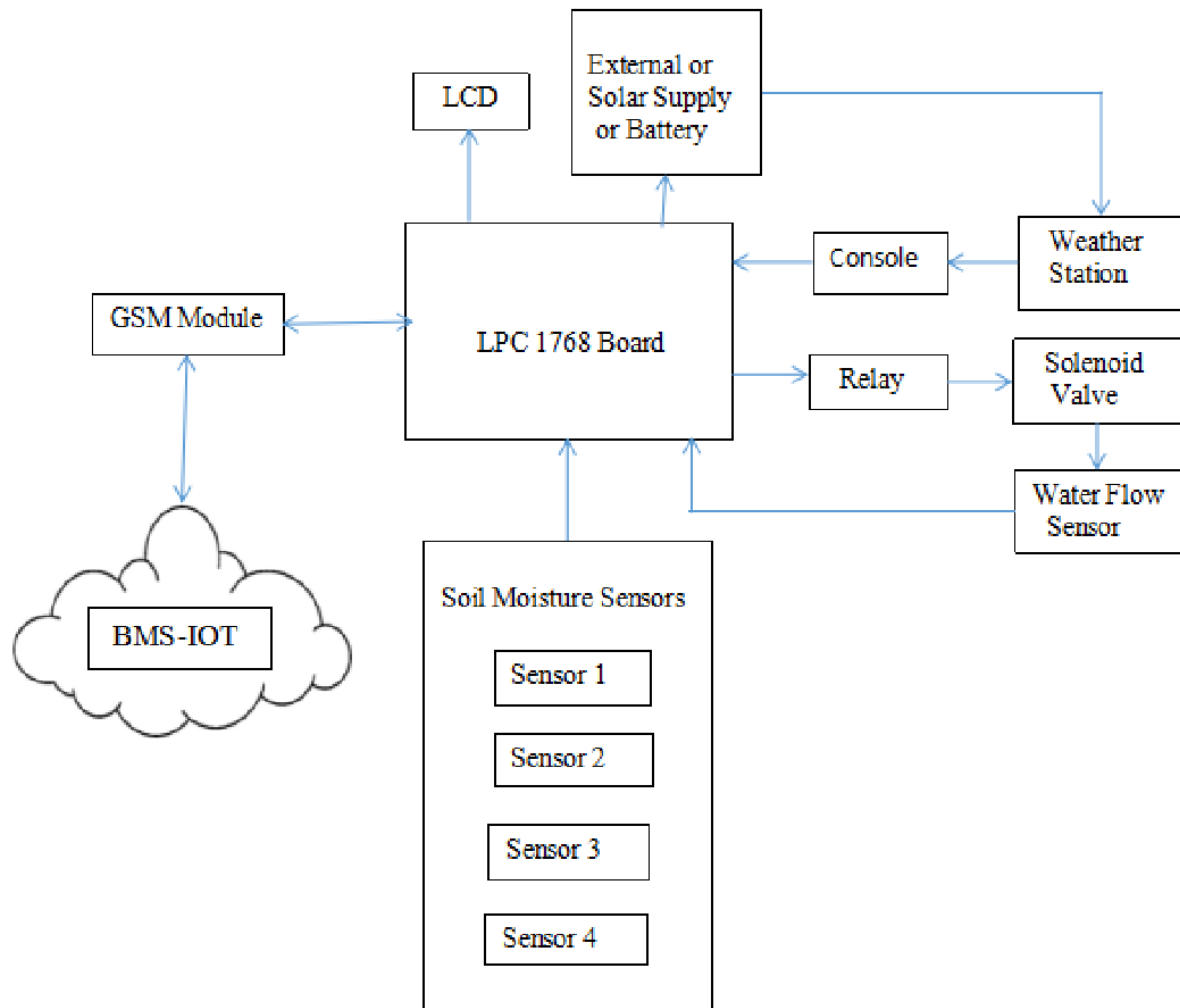 LCD
External or
Solar Supply
or Battery
Weather
Station
Console
GSM Module
LPC 1768 Board
Relay
Solenoid
Valve
Water Flow
Sensor
BMS-IOT
Soil Moisture Sensors
Sensor 1
Sensor 2
Sensor 3
Sensor 4